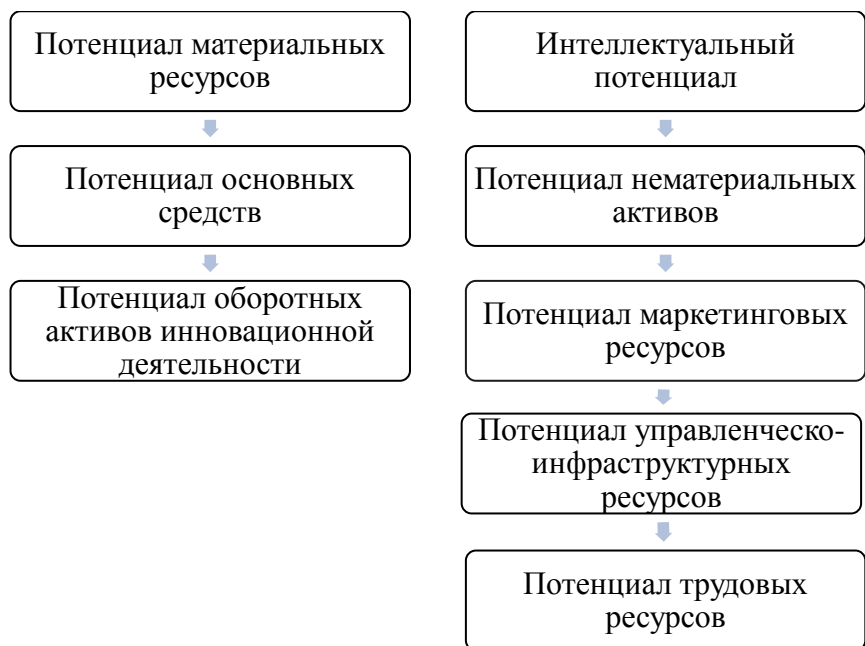 Потенциал материальных
ресурсов
Потенциал основных
средств
Потенциал оборотных
активов инновационной
деятельности
Интеллектуальный
потенциал
Потенциал нематериальных
активов
Потенциал маркетинговых
ресурсов
Потенциал управленческо-
инфраструктурных
ресурсов
Потенциал трудовых
ресурсов